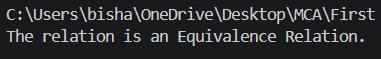 C:\Users\bisha\OneDrive\Desktop\MCA\First
The relation is an Equivalence Relation.